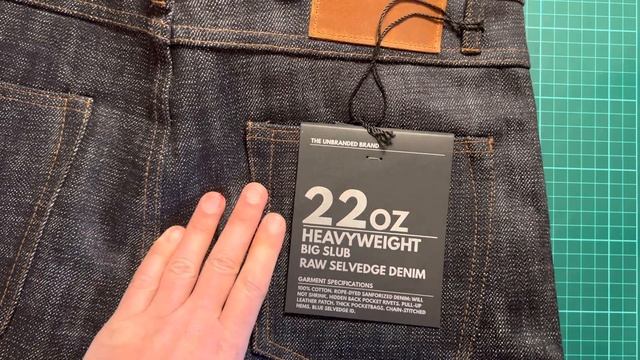 THE UNBRANDED BRAND
22OZ
HEAVYWEIGHT
BIG SLUB
RAW SELVEDGE DENIM
GARMENT SPECIFICATIONS
100% COTTON. ROPE-DYED SANFORIZED DENIM: WILL
NOT SHRINK. HIDDEN BACK POCKET RIVETS. PULL-UP
LEATHER PATCH. THICK POCKETBAGS. CHAIN-STITCHED
HEMS. BLUE SELVEDGE ID.